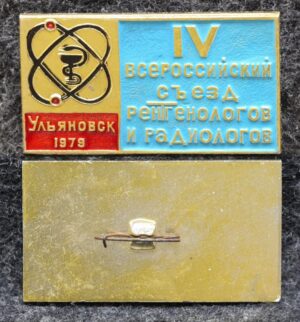 IV
ВСЕРОССИЙСКИЙ
СЪЕЗД
РЕНТГЕНОЛОГОВ
И РАДИОЛОГОВ
УЛЬЯНОВСК
1979